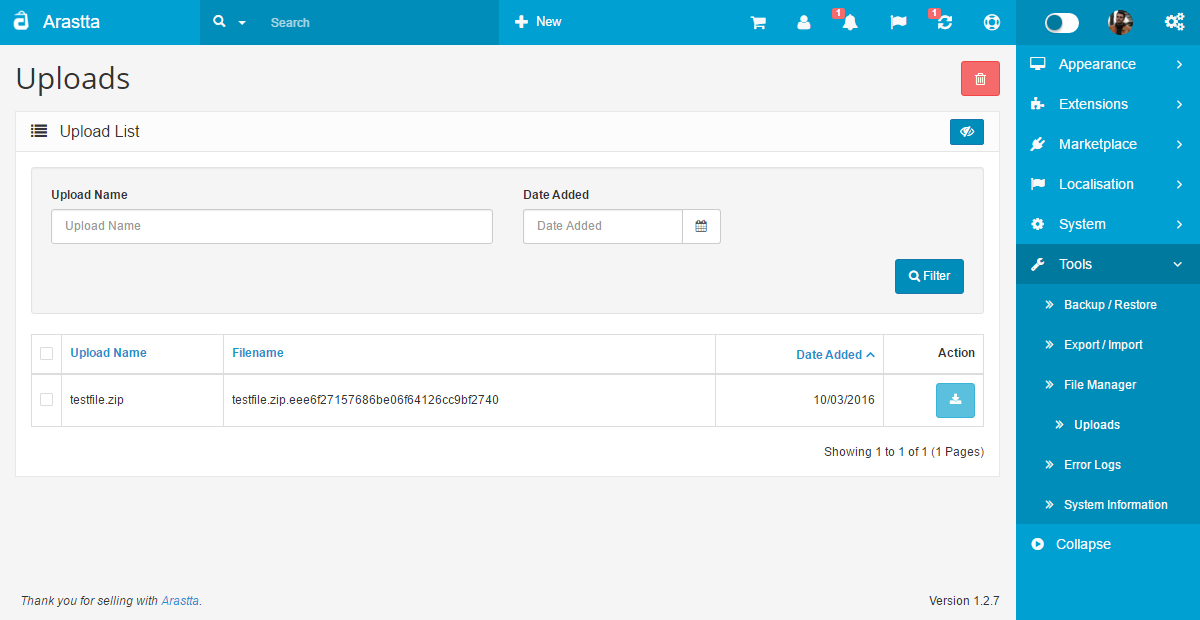 Arastta
Search
New
1
1
Uploads
Upload List
Upload Name
Date Added
Upload Name
Date Added
Filter
Upload Name Filename Date Added Action
testfile.zip testfile.zip.eee6f27157686be06f64126cc9bf2740 10/03/2016
Showing 1 to 1 of 1 (1 Pages)
Appearance
Extensions
Marketplace
Localisation
System
Tools
Backup / Restore
Export / Import
File Manager
Uploads
Error Logs
System Information
Collapse
Thank you for selling with Arastta.
Version 1.2.7